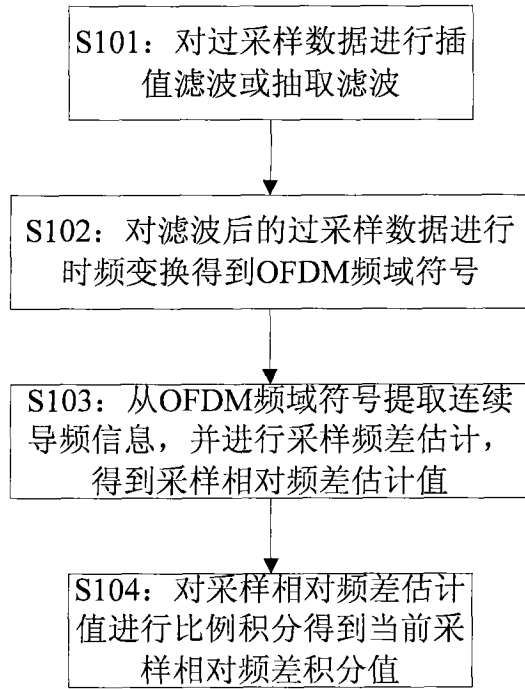 S101：对过采样数据进行插
值滤波或抽取滤波
S102：对滤波后的过采样数据进行
时频变换得到OFDM频域符号
S103：从OFDM频域符号提取连续
导频信息，并进行采样频差估计，
得到采样相对频差估计值
S104：对采样相对频差估计
值进行比例积分得到当前采
样相对频差积分值